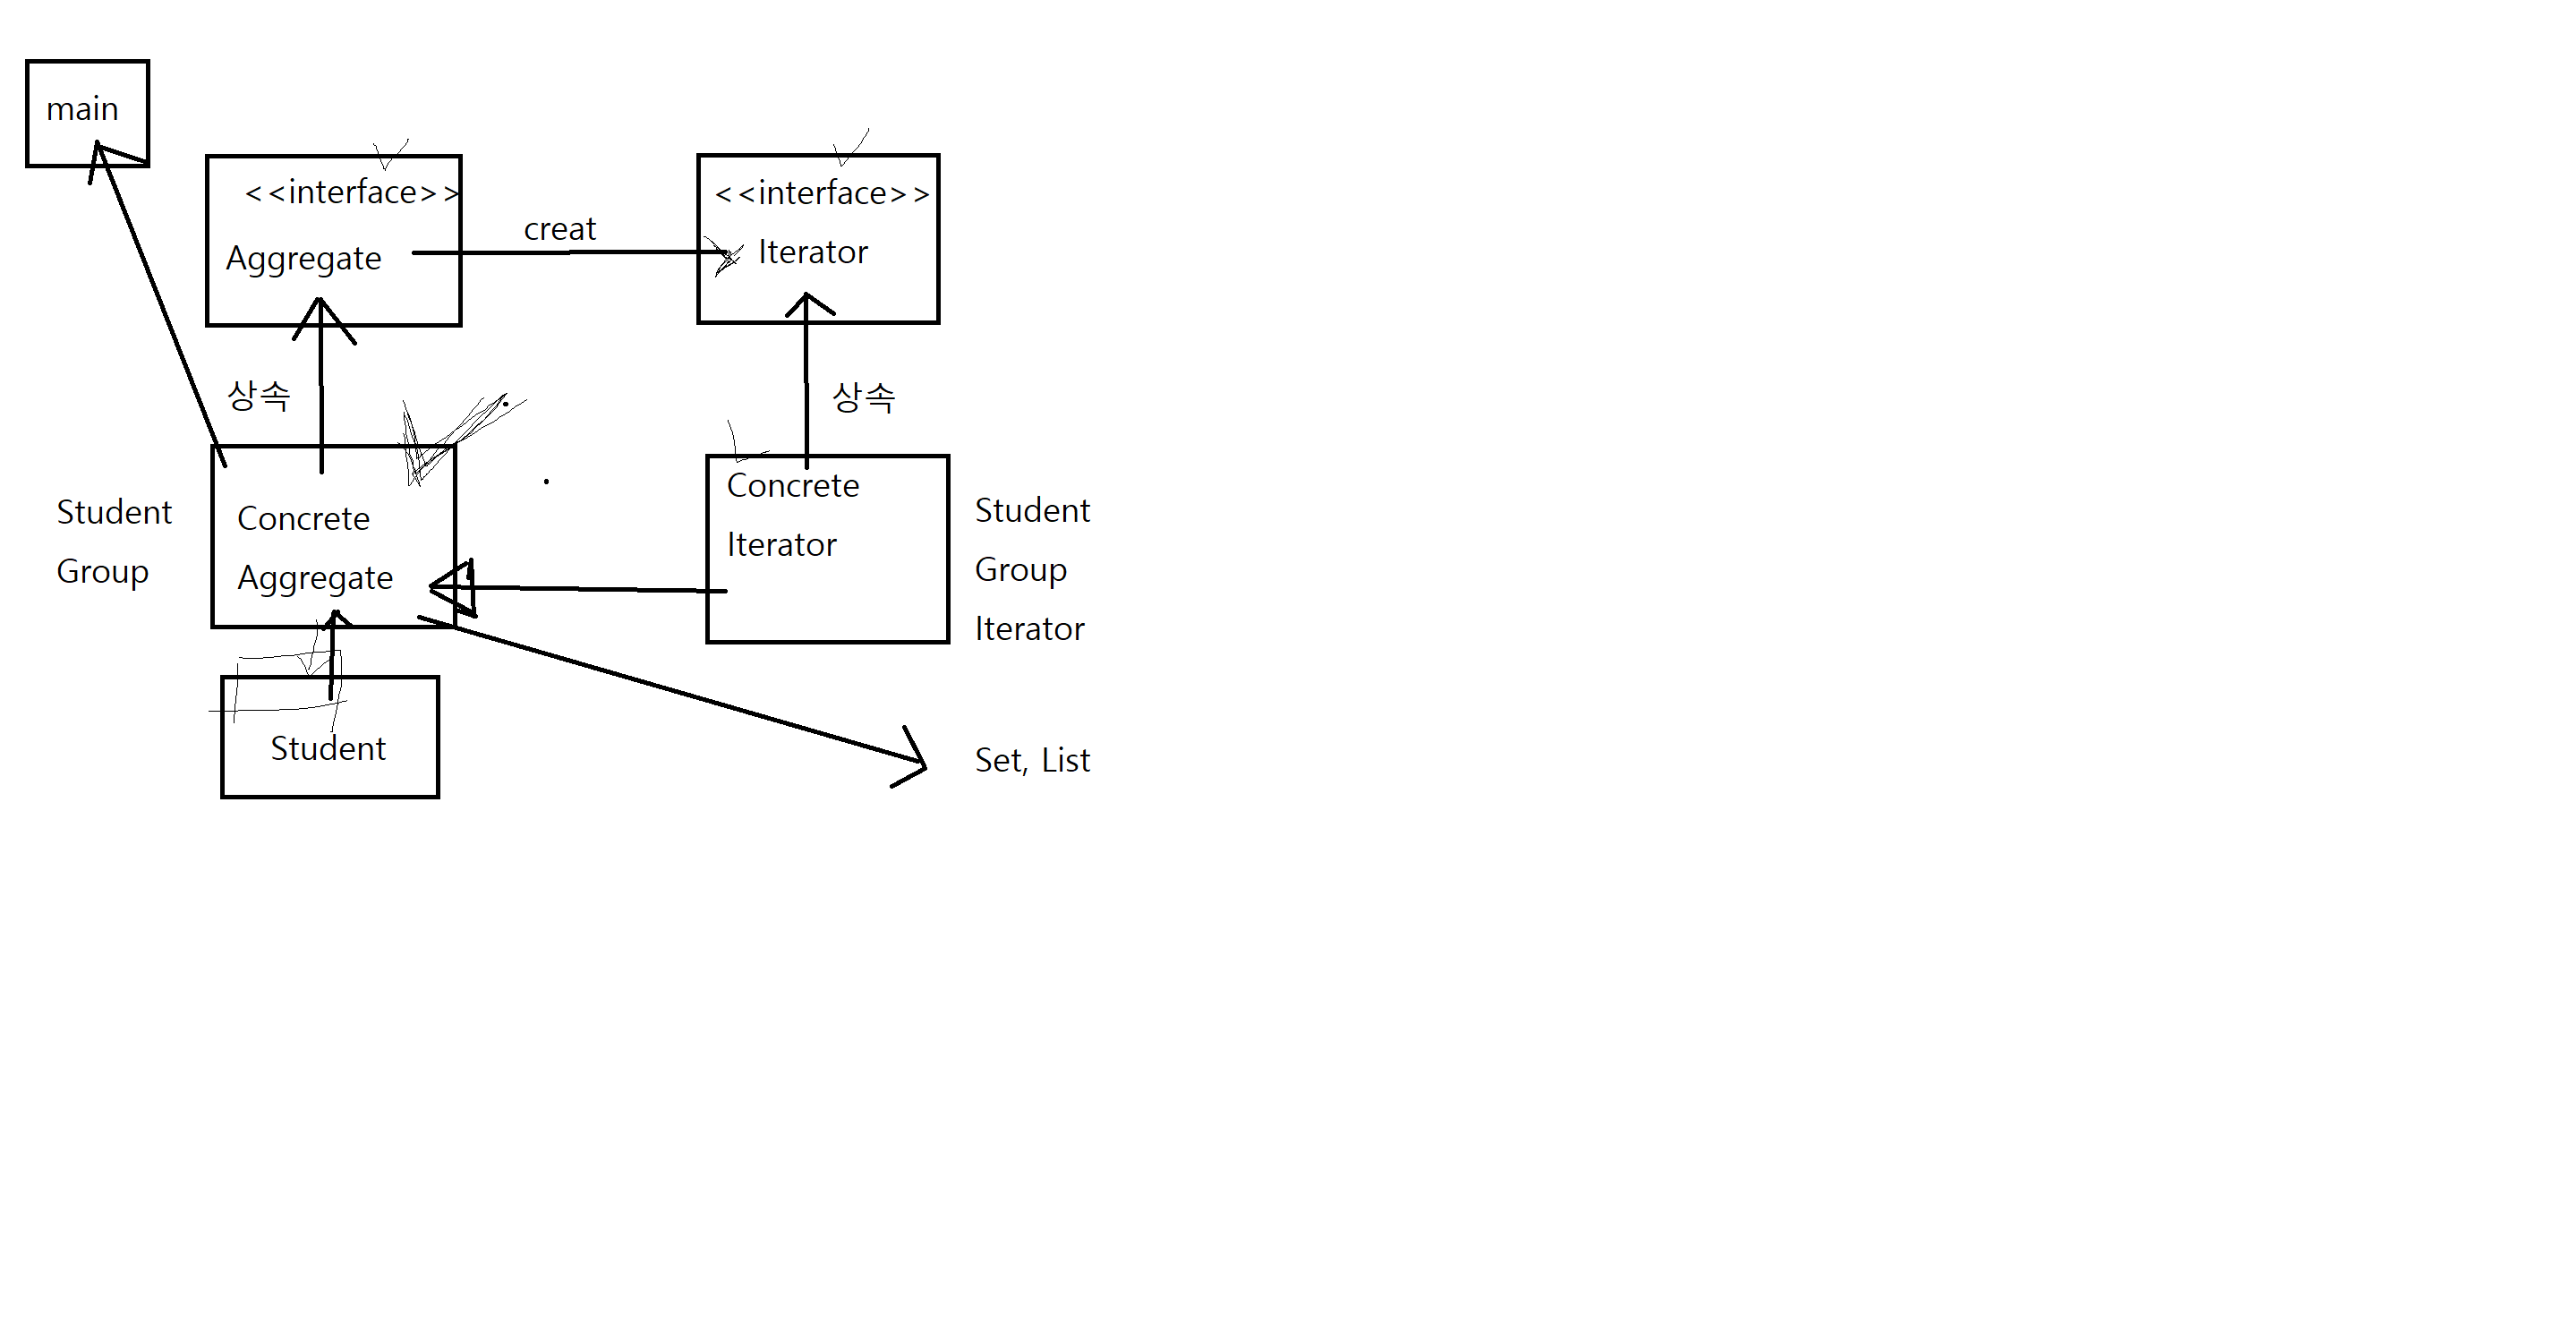 main
<<interface>>
Aggregate
creat
<<interface>>
Iterator
상속
상속
Student
Group
Concrete
Aggregate
Concrete
Iterator
Student
Group
Iterator
Student
Set, List